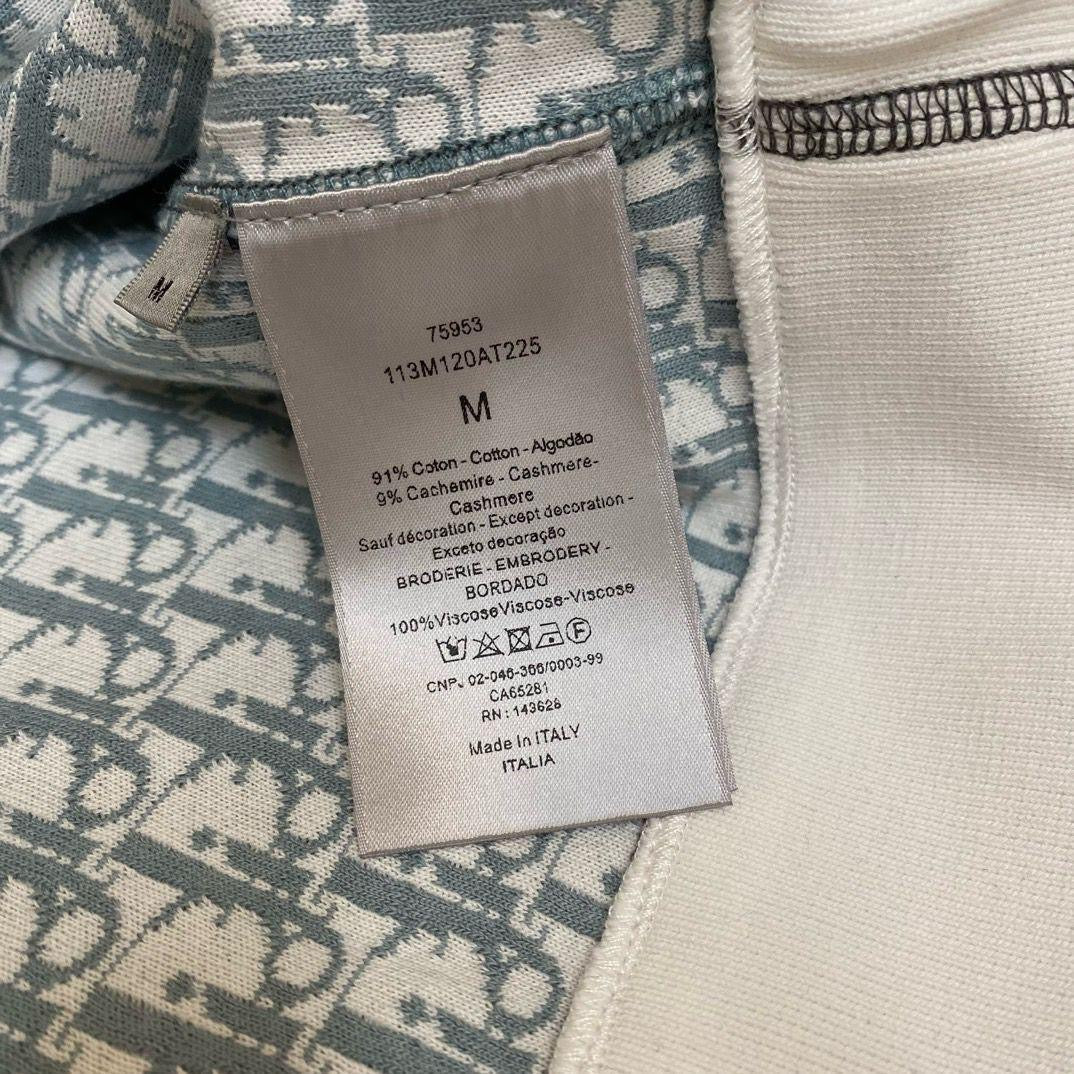 M
75953
113M120AT225
M
91% Coton - Cotton - Algodão
9% Cachemire - Cashmere-
Cashmere
Sauf décoration - Except decoration -
Exceto decoração
BRODERIE - EMBRODERY -
BORDADO
100%ViscoseViscose-Viscose
F
CNPJ 02-046-366/0003-99
CA65281
RN : 143628
Made In ITALY
ITALIA